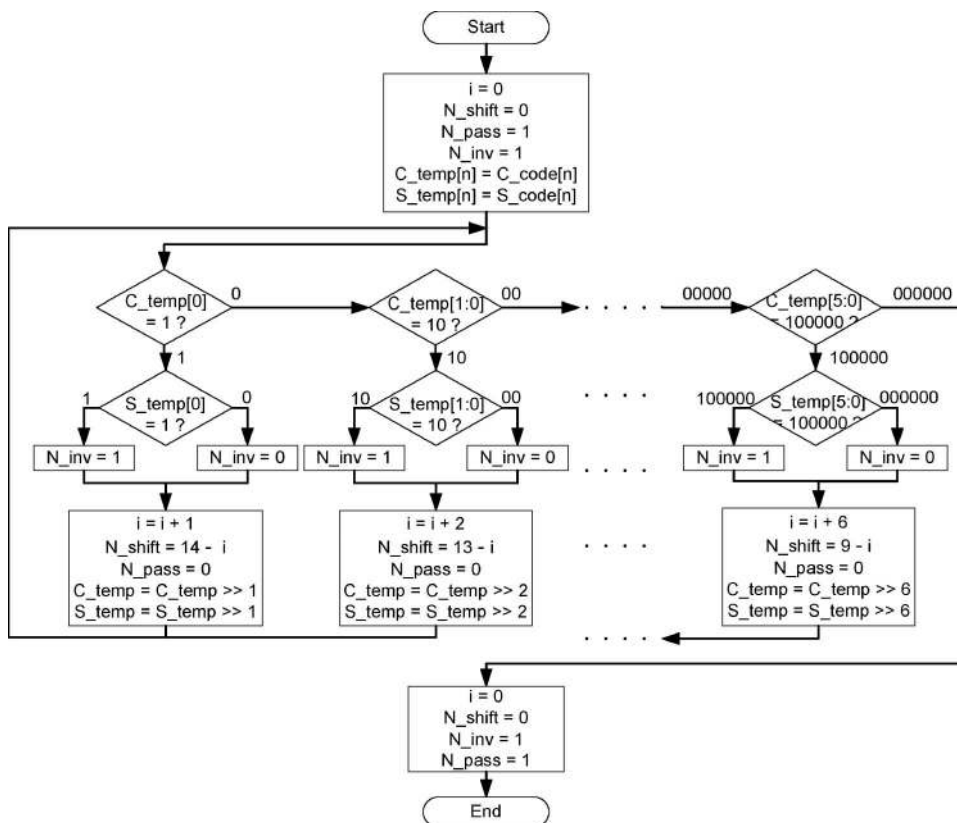 Start
i = 0
N_shift = 0
N_pass = 1
N_inv = 1
C_temp[n] = C_code[n]
S_temp[n] = S_code[n]
C_temp[0]
= 1 ?
0
1
C_temp[1:0]
= 10 ?
00
10
. . . .
00000
C_temp[5:0]
= 100000 ?
000000
100000
S_temp[0]
= 1 ?
1
0
S_temp[1:0]
= 10 ?
10
00
. . . .
S_temp[5:0]
= 100000 ?
100000
000000
N_inv = 1
N_inv = 0
N_inv = 1
N_inv = 0
. . . .
N_inv = 1
N_inv = 0
i = i + 1
N_shift = 14 - i
N_pass = 0
C_temp = C_temp >> 1
S_temp = S_temp >> 1
i = i + 2
N_shift = 13 - i
N_pass = 0
C_temp = C_temp >> 2
S_temp = S_temp >> 2
. . . .
i = i + 6
N_shift = 9 - i
N_pass = 0
C_temp = C_temp >> 6
S_temp = S_temp >> 6
. . . .
i = 0
N_shift = 0
N_inv = 1
N_pass = 1
End